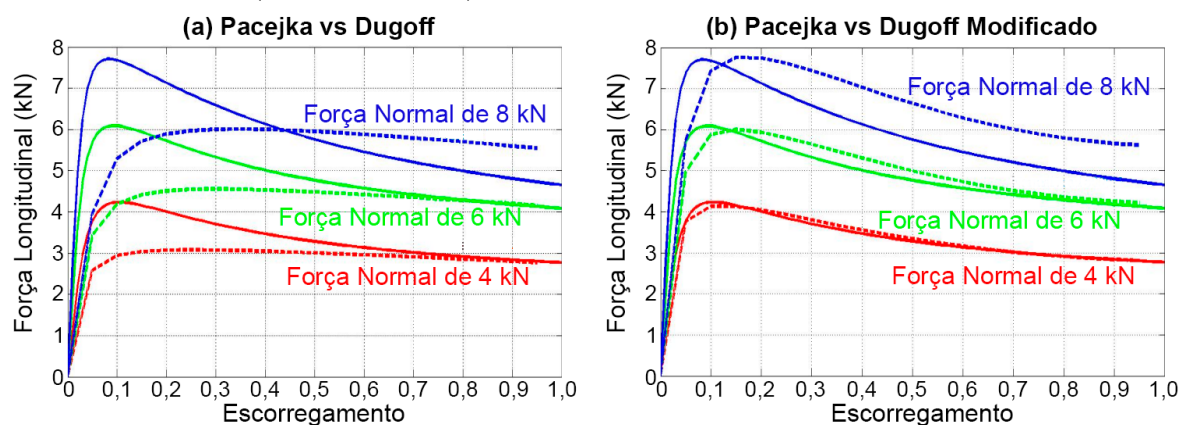 (a) Pacejka vs Dugoff
Força Longitudinal (kN)
8
7
6
5
4
3
2
1
0
Força Normal de 8 kN
Força Normal de 6 kN
Força Normal de 4 kN
0 0,1 0,2 0,3 0,4 0,5 0,6 0,7 0,8 0,9 1,0
Escorregamento
(b) Pacejka vs Dugoff Modificado
Força Longitudinal (kN)
8
7
6
5
4
3
2
1
0
Força Normal de 8 kN
Força Normal de 6 kN
Força Normal de 4 kN
0 0,1 0,2 0,3 0,4 0,5 0,6 0,7 0,8 0,9 1,0
Escorregamento